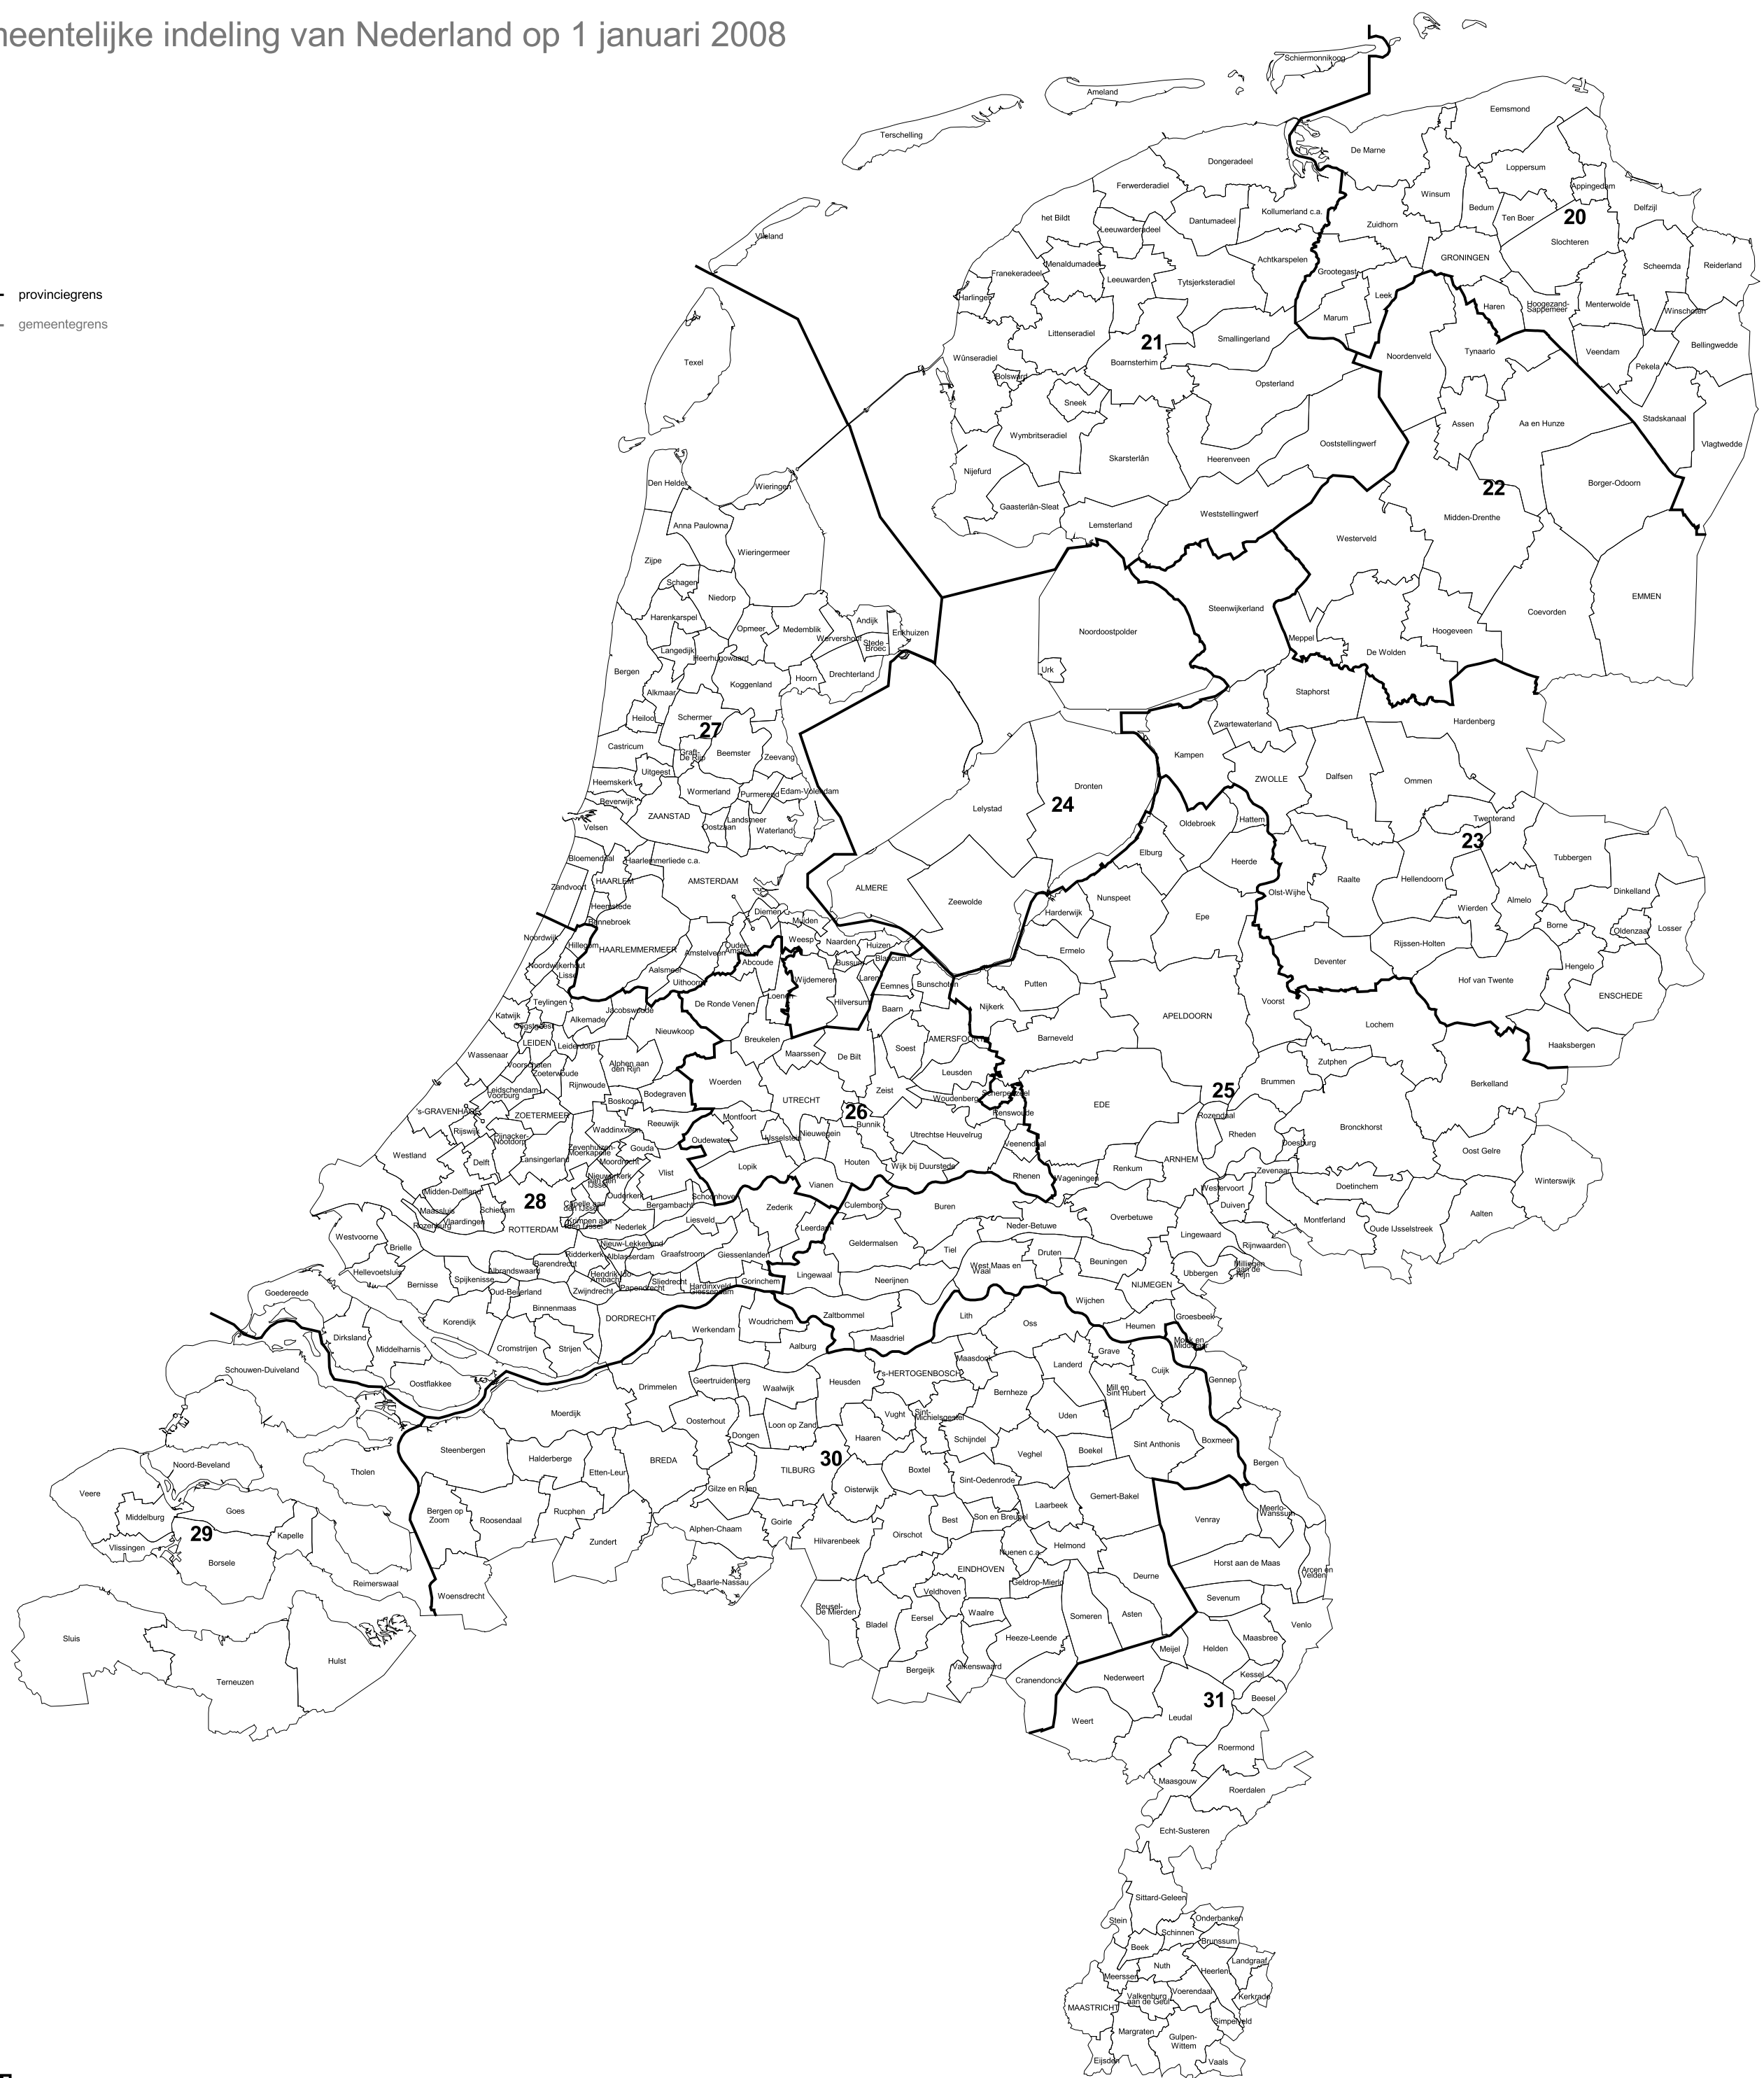 neentelijke indeling van Nederland op 1 januari 2008
provinciegrens
gemeentegrens
Schiermonnikoog
Ameland
Terschelling
Vlieland
Texel
Eemsmond
De Marne
Dongeradeel
Loppersum
Ferwerderadiel
Appingedam
Winsum
Bedum
Delfzijl
het Bildt
Kollumerland c.a.
Dantumadeel
Ten Boer
20
Zuidhorn
Leeuwarderadeel
Slochteren
GRONINGEN
Achtkarspelen
Menaldumadeel
Scheemda
Reiderland
Franekeradeel
Grootegast
Leeuwarden
Tytsjerksteradiel
Harlingen
Leek
Haren
Hoogezand-
Sappemeer
Menterwolde
Winschoten
Marum
Littenseradiel
Smallingerland
21
Bellingwedde
Tynaarlo
Veendam
Noordenveld
Wûnseradiel
Boarnsterhim
Pekela
Bolsward
Opsterland
Sneek
Stadskanaal
Assen
Aa en Hunze
Wymbritseradiel
Ooststellingwerf
Vlagtwedde
Skarsterlân
Heerenveen
Nijefurd
Borger-Odoorn
Den Helder
Wieringen
22
Gaasterlân-Sleat
Weststellingwerf
Midden-Drenthe
Anna Paulowna
Lemsterland
Westerveld
Wieringermeer
Zijpe
Schagen
EMMEN
Niedorp
Steenwijkerland
Coevorden
Harenkarspel
Andijk
Opmeer
Medemblik
Noordoostpolder
Hoogeveen
Enkhuizen
Wervershoof
Stede -
Broec
Meppel
Langedijk
De Wolden
Heerhugowaard
Bergen
Urk
Drechterland
Hoorn
Koggenland
Alkmaar
Staphorst
Heiloo
Schermer
Hardenberg
Zwartewaterland
27
Castricum
Graft-
De Rijp
Beemster
Zeevang
Kampen
Uitgeest
ZWOLLE
Dalfsen
Ommen
Heemskerk
Dronten
Wormerland
Purmerend
Edam-Volendam
Beverwijk
24
Lelystad
ZAANSTAD
Landsmeer
Twenterand
Velsen
Oostzaan
Waterland
Oldebroek
Hattem
23
Elburg
Bloemendaal
Haarlemmerliede c.a.
Heerde
Tubbergen
HAARLEM
AMSTERDAM
Zandvoort
ALMERE
Raalte
Hellendoorn
Olst-Wijhe
Dinkelland
Nunspeet
Zeewolde
Almelo
Heemstede
Wierden
Harderwijk
Diemen
Epe
Bennebroek
Muiden
Borne
Losser
Oldenzaal
Noordwijk
Hillegom
HAARLEMMERMEER
Amstelveen
Ouder-
Amstel
Weesp
Naarden
Huizen
Rijssen-Holten
Ermelo
Blaricum
Abcoude
Bussum
Deventer
Hengelo
Noordwijkerhout
Lisse
Aalsmeer
Laren
Uithoorn
Wijdemeren
Eemnes
Bunschoten
Putten
Hof van Twente
Loenen
ENSCHEDE
Teylingen
De Ronde Venen
Hilversum
Voorst
Baarn
Nijkerk
Jacobswoude
Katwijk
Alkemade
APELDOORN
Oegstgeest
Lochem
Nieuwkoop
Breukelen
AMERSFOORT
Barneveld
LEIDEN
Leiderdorp
Soest
Haaksbergen
Wassenaar
Maarssen
De Bilt
Zutphen
Voorschoten
Alphen aan
den Rijn
Zoeterwoude
Leusden
Woerden
Brummen
Berkelland
Rijnwoude
Leidschendam-
Voorburg
Zeist
25
Bodegraven
Scherpenzeel
Woudenberg
UTRECHT
Boskoop
EDE
's-GRAVENHAGE
ZOETERMEER
26
Renswoude
Montfoort
Rozendaal
Reeuwijk
Bunnik
Rijswijk
Waddinxveen
Pijnacker-
Nootdorp
IJsselstein
Nieuwegein
Utrechtse Heuvelrug
Rheden
Bronckhorst
Oudewater
Doesburg
Veenendaal
Gouda
Zevenhuizen-
Moerkapelle
Oost Gelre
Westland
Delft
Lansingerland
Moordrecht
Lopik
Houten
ARNHEM
Wijk bij Duurstede
Renkum
Zevenaar
Vlist
Nieuwerkerk
aan den
IJssel
Rhenen
Wageningen
Winterswijk
Vianen
Doetinchem
Westervoort
Midden-Delfland
28
Ouderkerk
Schoonhoven
Duiven
Maassluis
Schiedam
Capelle aan
den IJssel
Bergambacht
Zederik
Culemborg
Buren
Aalten
Overbetuwe
Montferland
Vlaardingen
Rozenburg
ROTTERDAM
Krimpen aan
den IJssel
Liesveld
Nederlek
Leerdam
Neder-Betuwe
Oude IJsselstreek
Lingewaard
Westvoorne
Geldermalsen
Nieuw-Lekkerland
Rijnwaarden
Brielle
Tiel
Druten
Ridderkerk
Alblasserdam
Graafstroom
Giessenlanden
Beuningen
Barendrecht
West Maas en
Waal
Millingen
aan de
Rijn
Hellevoetsluis
Albrandswaard
Hendrik-Ido-
Ambacht
Lingewaal
Ubbergen
Spijkenisse
Sliedrecht
Gorinchem
Neerijnen
Bernisse
Papendrecht
Hardinxveld-
Giessendam
NIJMEGEN
Oud-Beijerland
Zwijndrecht
Goedereede
Wijchen
Binnenmaas
Zaltbommel
Lith
Groesbeek
DORDRECHT
Woudrichem
Korendijk
Oss
Heumen
Werkendam
Dirksland
Maasdriel
Mook en
Middelaar
Aalburg
Middelharnis
Cromstrijen
Strijen
Grave
Maasdonk
Landerd
Schouwen-Duiveland
Cuijk
's-HERTOGENBOSCH
Gennep
Oostflakkee
Geertruidenberg
Heusden
Drimmelen
Waalwijk
Mill en
Sint Hubert
Bernheze
Moerdijk
Vught
Sint-
Michielsgestel
Uden
Oosterhout
Loon op Zand
Dongen
Haaren
Schijndel
Boxmeer
Sint Anthonis
Steenbergen
Boekel
Veghel
Halderberge
30
BREDA
Bergen
Noord-Beveland
TILBURG
Boxtel
Tholen
Etten-Leur
Sint-Oedenrode
Gilze en Rijen
Oisterwijk
Veere
Gemert-Bakel
Laarbeek
Goes
Bergen op
Zoom
Rucphen
Meerlo-
Wanssum
Middelburg
Son en Breugel
Roosendaal
Best
Venray
Goirle
29
Kapelle
Alphen-Chaam
Oirschot
Zundert
Hilvarenbeek
Helmond
Vlissingen
Nuenen c.a.
Borsele
Horst aan de Maas
EINDHOVEN
Arcen en
Velden
Deurne
Reimerswaal
Baarle-Nassau
Geldrop-Mierlo
Veldhoven
Woensdrecht
Sevenum
Reusel-
De Mierden
Waalre
Asten
Someren
Eersel
Bladel
Venlo
Sluis
Heeze-Leende
Maasbree
Meijel
Helden
Hulst
Valkenswaard
Bergeijk
Kessel
Nederweert
Cranendonck
Terneuzen
Beesel
31
Leudal
Weert
Roermond
Maasgouw
Roerdalen
Echt-Susteren
Sittard-Geleen
Onderbanken
Stein
Schinnen
Brunssum
Beek
Landgraaf
Nuth
Heerlen
Meerssen
Voerendaal
Valkenburg
aan de Geul
Kerkrade
MAASTRICHT
Simpelveld
Margraten
Gulpen-
Wittem
Eijsden
Vaals